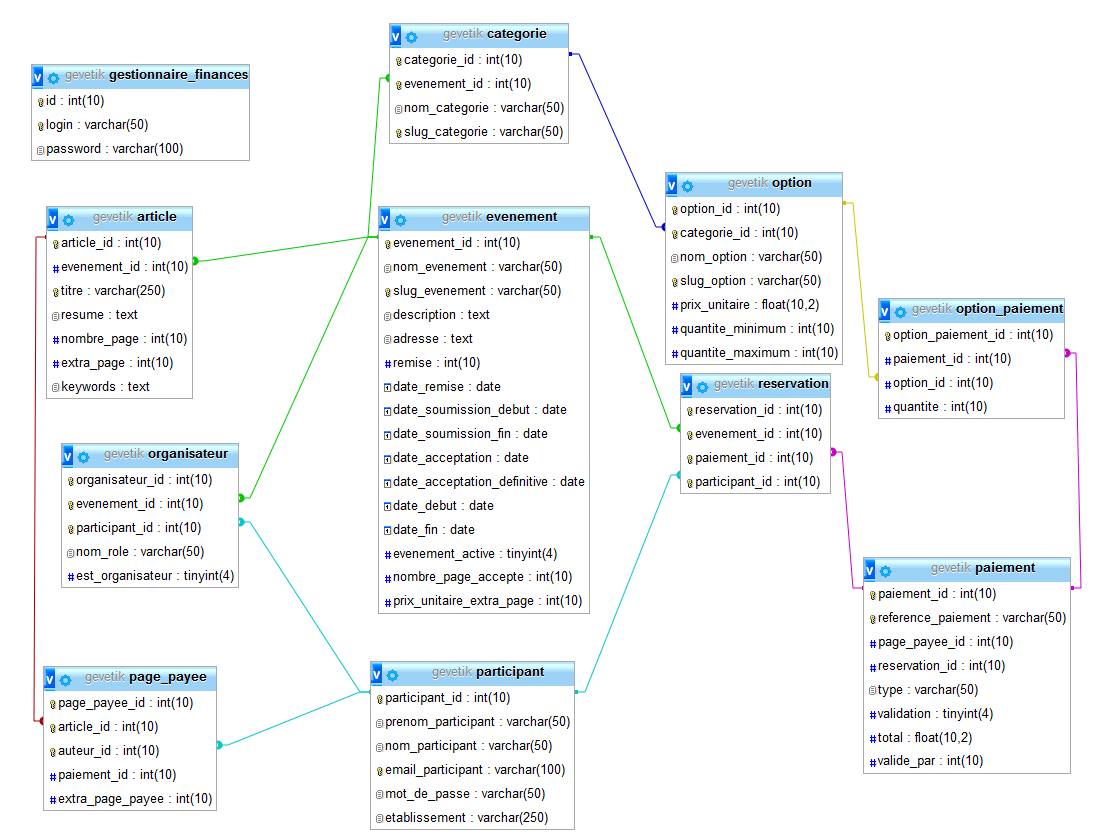 v gevetik gestionnaire_finances
id : int(10)
login : varchar(50)
password : varchar(100)
v gevetik categorie
categorie_id : int(10)
evenement_id : int(10)
nom_categorie : varchar(50)
slug_categorie : varchar(50)
v gevetik article
article_id : int(10)
#evenement_id : int(10)
titre : varchar(250)
resume : text
#nombre_page : int(10)
#extra_page : int(10)
keywords : text
v gevetik evenement
evenement_id : int(10)
nom_evenement : varchar(50)
slug_evenement : varchar(50)
description : text
adresse : text
#remise : int(10)
date_remise : date
date_soumission_debut : date
date_soumission_fin : date
date_acceptation : date
date_acceptation_definitive : date
date_debut : date
date_fin : date
#evenement_active : tinyint(4)
#nombre_page_accepte : int(10)
#prix_unitaire_extra_page : int(10)
v gevetik option
option_id : int(10)
categorie_id : int(10)
nom_option : varchar(50)
slug_option : varchar(50)
#prix_unitaire : float(10,2)
#quantite_minimum : int(10)
#quantite_maximum : int(10)
v gevetik option_paiement
option_paiement_id : int(10)
#paiement_id : int(10)
#option_id : int(10)
#quantite : int(10)
v gevetik reservation
reservation_id : int(10)
evenement_id : int(10)
paiement_id : int(10)
participant_id : int(10)
v gevetik organisateur
organisateur_id : int(10)
evenement_id : int(10)
participant_id : int(10)
nom_role : varchar(50)
#est_organisateur : tinyint(4)
v gevetik paiement
paiement_id : int(10)
reference_paiement : varchar(50)
#page_payee_id : int(10)
#reservation_id : int(10)
type : varchar(50)
#validation : tinyint(4)
#total : float(10,2)
#valide_par : int(10)
v gevetik page_payee
page_payee_id : int(10)
article_id : int(10)
auteur_id : int(10)
#paiement_id : int(10)
#extra_page_payee : int(10)
v gevetik participant
participant_id : int(10)
prenom_participant : varchar(50)
nom_participant : varchar(50)
email_participant : varchar(100)
mot_de_passe : varchar(50)
etablissement : varchar(250)